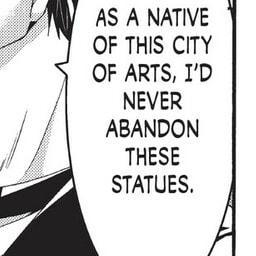 AS A NATIVE
OF THIS CITY
OF ARTS, I'D
NEVER
ABANDON
THESE
STATUES.